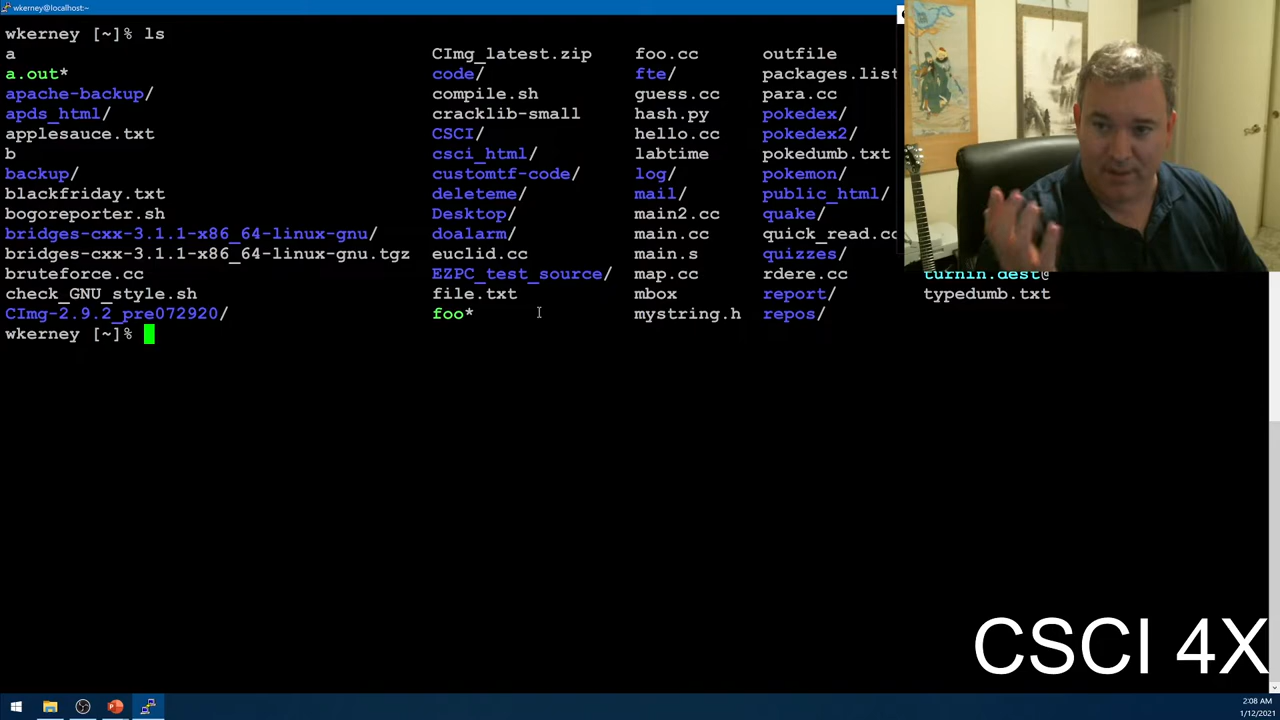 wkerney@localhost:~
wkerney [~]% ls
a CImg_latest.zip foo.cc outfile
a.out* code/ fte/ packages.list
apache-backup/ compile.sh guess.cc para.cc
apds_html/ cracklib-small hash.py pokedex/
applesauce.txt CSCI/ hello.cc pokedex2/
b csci_html/ labtime pokedumb.txt
backup/ customtf-code/ log/ pokemon/
blackfriday.txt deleteme/ mail/ public_html/
bogoreporter.sh Desktop/ main2.cc quake/
bridges-cxx-3.1.1-x86_64-linux-gnu/ doalarm/ main.cc quick_read.cc
bridges-cxx-3.1.1-x86_64-linux-gnu.tgz euclid.cc main.s quizzes/
bruteforce.cc EZPC_test_source/ map.cc rdere.cc turnin.dest@
check_GNU_style.sh file.txt mbox report/ typedumb.txt
CImg-2.9.2_pre072920/ foo* mystring.h repos/
wkerney [~]%
CSCI 4X
2:08 AM
1/12/2021